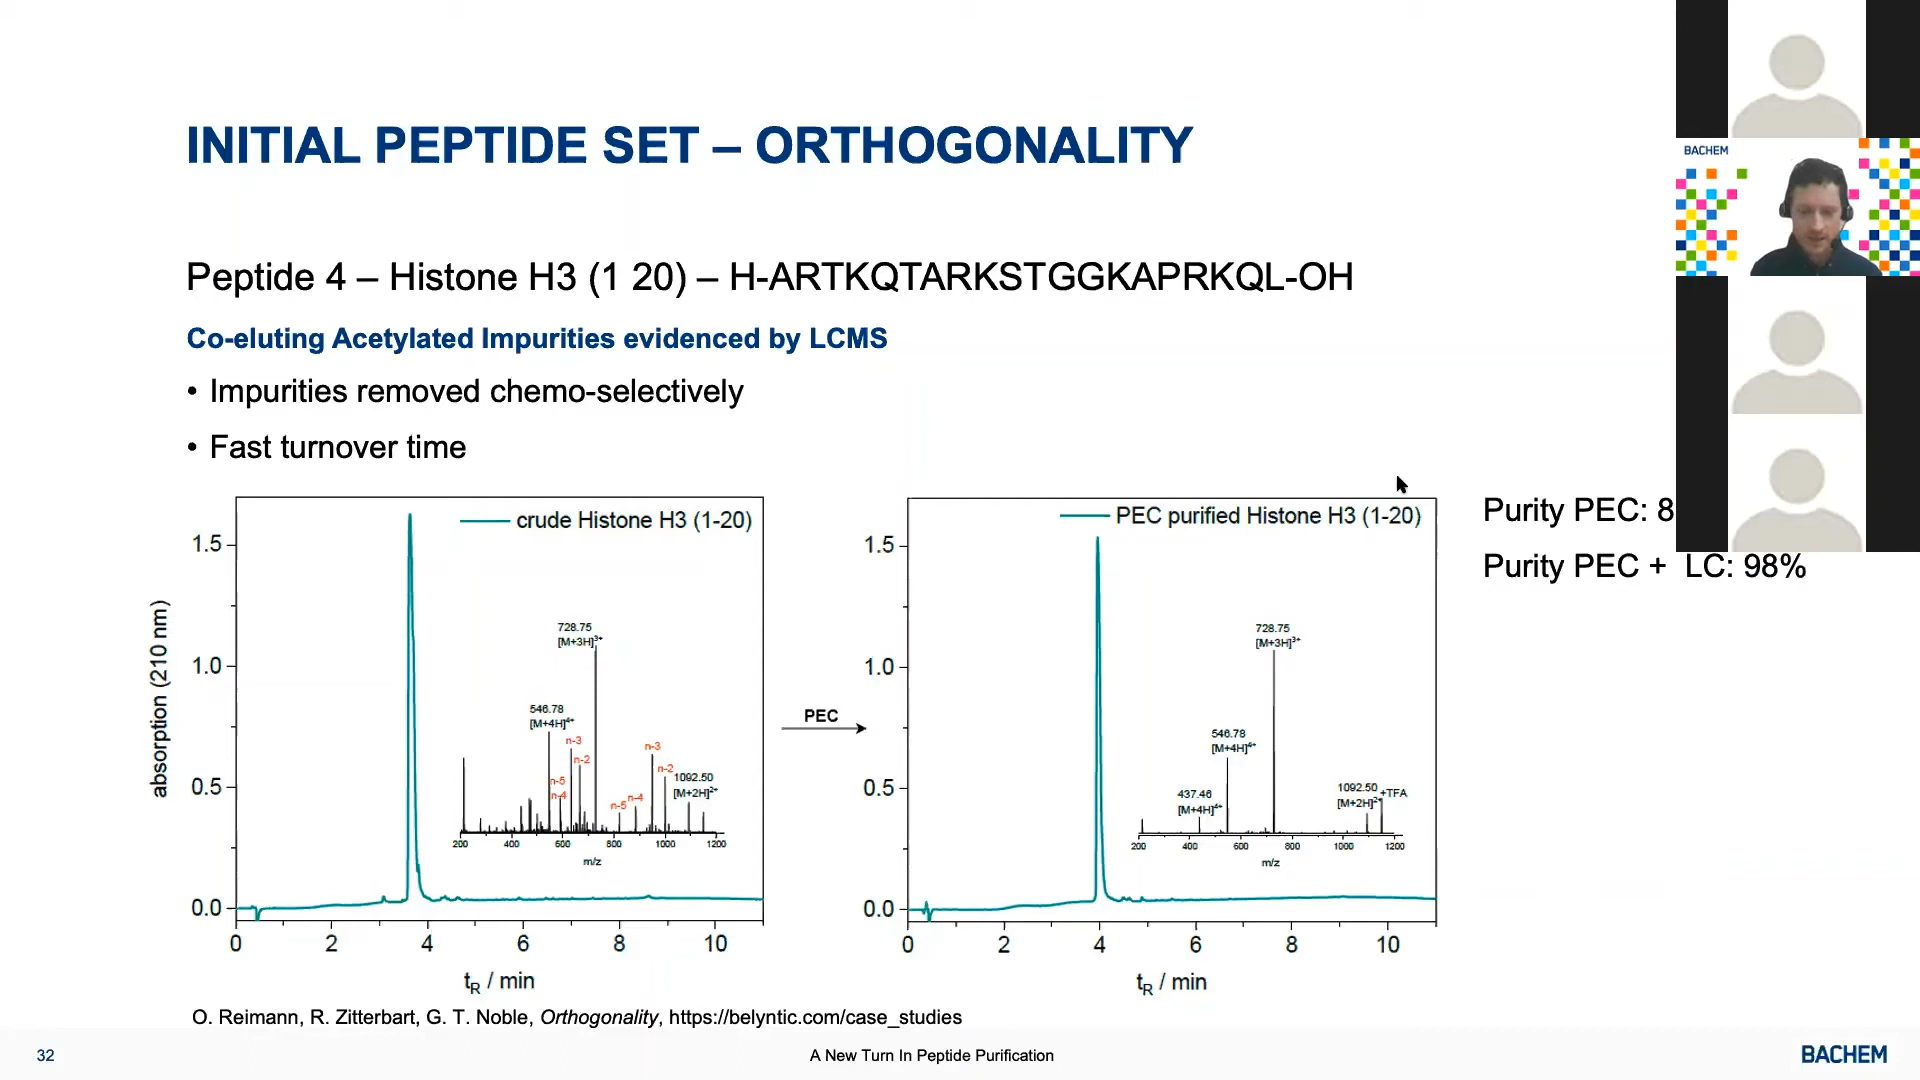 BACHEM
INITIAL PEPTIDE SET – ORTHOGONALITY
Peptide 4 – Histone H3 (1 20) – H-ARTKQTARKSTGGKAPRKQL-OH
Co-eluting Acetylated Impurities evidenced by LCMS
• Impurities removed chemo-selectively
• Fast turnover time
crude Histone H3 (1-20)
absorption (210 nm)
1.5
1.0
0.5
0.0
0 2 4 6 8 10
tR / min
728.75
[M+3H]3+
546.78
[M+4H]4+
n-3
n-2
n-5
n-4
n-5
n-4
n-3
n-2
1092.50
[M+2H]2+
200 400 600 800 1000 1200
m/z
PEC
PEC purified Histone H3 (1-20)
1.5
1.0
0.5
0.0
0 2 4 6 8 10
tR / min
728.75
[M+3H]3+
546.78
[M+4H]4+
437.46
[M+4H]4+
1092.50
[M+2H]2+
+TFA
200 400 600 800 1000 1200
m/z
Purity PEC: 8
Purity PEC + LC: 98%
O. Reimann, R. Zitterbart, G. T. Noble, Orthogonality, https://belyntic.com/case_studies
32
A New Turn In Peptide Purification
BACHEM